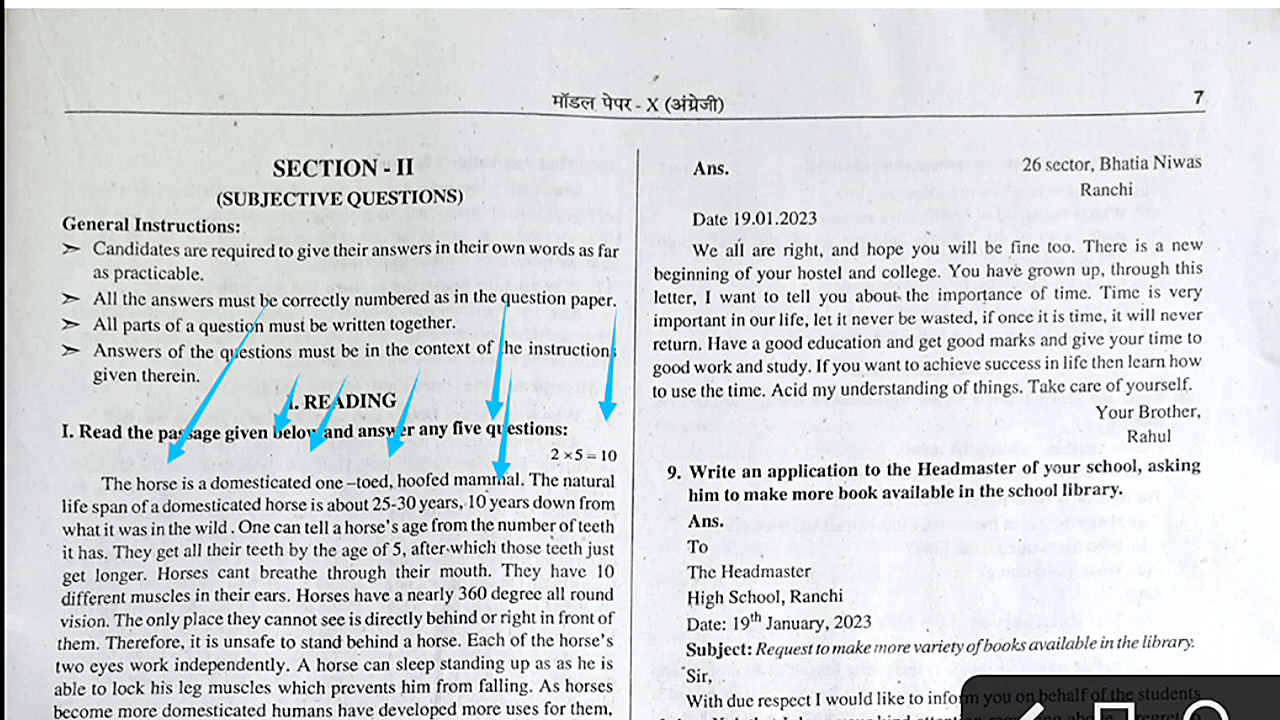 मॉडल पेपर - X (अंग्रेजी)
7
SECTION - II
(SUBJECTIVE QUESTIONS)
General Instructions:
➢ Candidates are required to give their answers in their own words as far
as practicable.
➢ All the answers must be correctly numbered as in the question paper.
➢ All parts of a question must be written together.
➢ Answers of the questions must be in the context of the instructions
given therein.
I. READING
I. Read the passage given below and answer any five questions:
2 ×5 = 10
The horse is a domesticated one –toed, hoofed mammal. The natural
life span of a domesticated horse is about 25-30 years, 10 years down from
what it was in the wild . One can tell a horse's age from the number of teeth
it has. They get all their teeth by the age of 5, after-which those teeth just
get longer. Horses cant breathe through their mouth. They have 10
different muscles in their ears. Horses have a nearly 360 degree all round
vision. The only place they cannot see is directly behind or right in front of
them. Therefore, it is unsafe to stand behind a horse. Each of the horse's
two eyes work independently. A horse can sleep standing up as as he is
able to lock his leg muscles which prevents him from falling. As horses
become more domesticated humans have developed more uses for them,
Ans.
26 sector, Bhatia Niwas
Ranchi
Date 19.01.2023
We all are right, and hope you will be fine too. There is a new
beginning of your hostel and college. You have grown up, through this
letter, I want to tell you about the importance of time. Time is very
important in our life, let it never be wasted, if once it is time, it will never
return. Have a good education and get good marks and give your time to
good work and study. If you want to achieve success in life then learn how
to use the time. Acid my understanding of things. Take care of yourself.
Your Brother,
Rahul
9. Write an application to the Headmaster of your school, asking
him to make more book available in the school library.
Ans.
To
The Headmaster
High School, Ranchi
Date: 19th January, 2023
Subject: Request to make more variety of books available in the library.
Sir,
With due respect I would like to inform you on behalf of the students